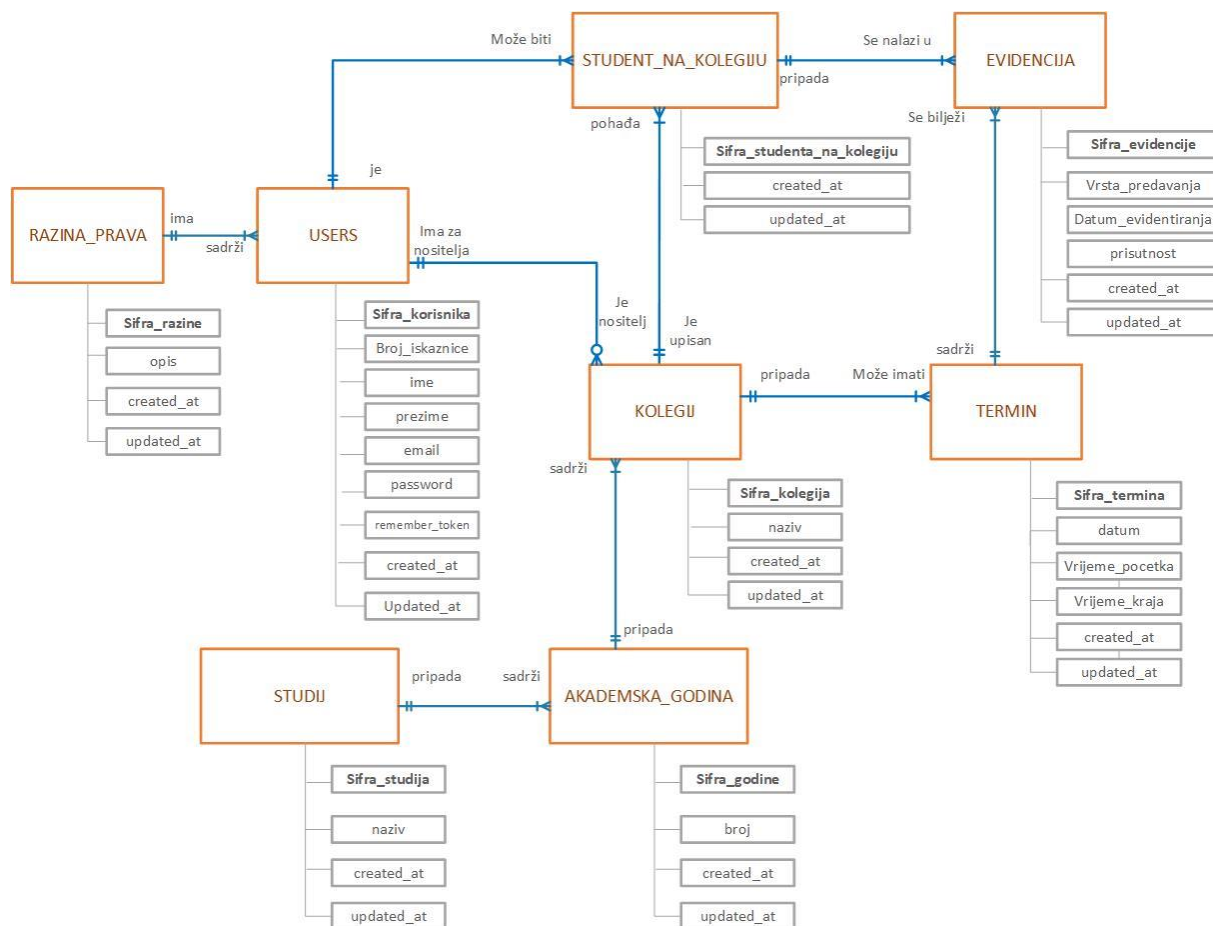 Može biti
STUDENT_NA_KOLEGIJU
Se nalazi u
pripada
EVIDENCIJA
pohađa
Se bilježi
Sifra_studenta_na_kolegiju
created_at
updated_at
Sifra_evidencije
Vrsta_predavanja
Datum_evidentiranja
prisutnost
created_at
updated_at
je
RAZINA_PRAVA
ima
sadrži
USERS
Ima za
nositelja
Je
nositelj
Je
upisan
Sifra_razine
opis
created_at
updated_at
Sifra_korisnika
Broj_iskaznice
ime
prezime
email
password
remember_token
created_at
Updated_at
KOLEGIJ
pripada
Može imati
sadrži
TERMIN
sadrži
Sifra_kolegija
naziv
created_at
updated_at
Sifra_termina
datum
Vrijeme_pocetka
Vrijeme_kraja
created_at
updated_at
pripada
STUDIJ
pripada
sadrži
AKADEMSKA_GODINA
Sifra_studija
naziv
created_at
updated_at
Sifra_godine
broj
created_at
updated_at